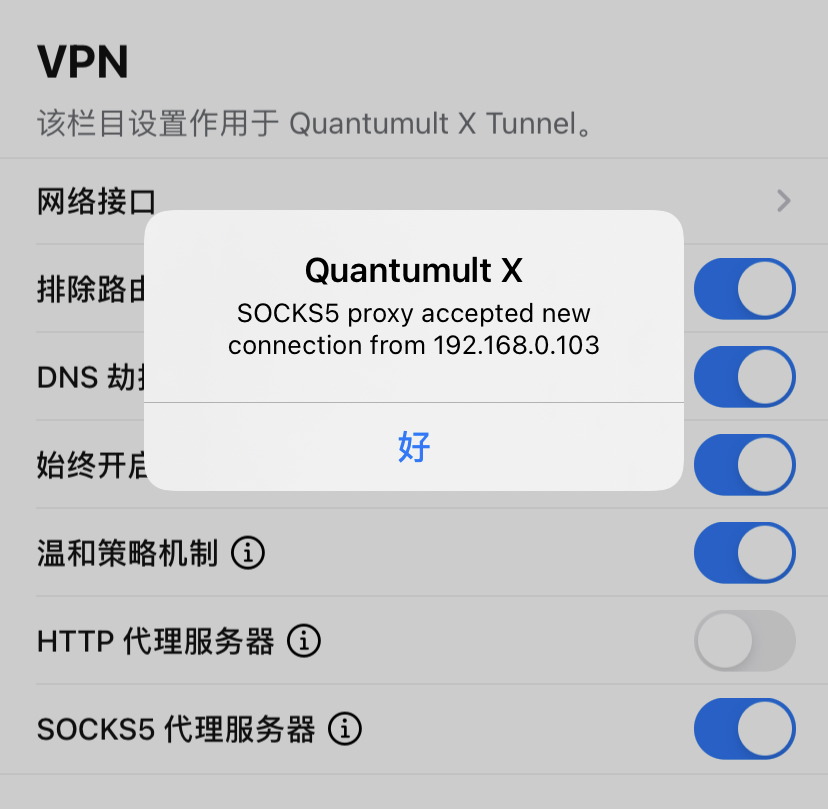 VPN
该栏目设置作用于 Quantumult X Tunnel。
网络接口
排除路由
Quantumult X
SOCKS5 proxy accepted new
connection from 192.168.0.103
好
DNS 劫
始终开启
温和策略机制
HTTP 代理服务器
SOCKS5 代理服务器